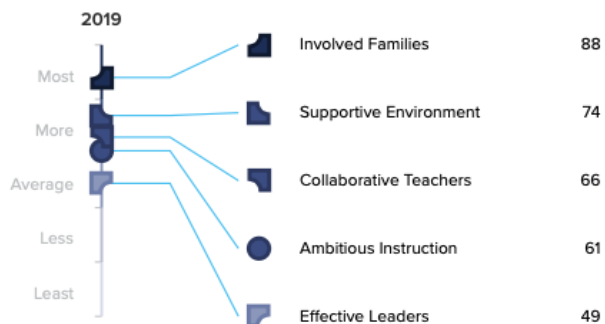 2019
Most
More
Average
Less
Least
Involved Families 88
Supportive Environment 74
Collaborative Teachers 66
Ambitious Instruction 61
Effective Leaders 49